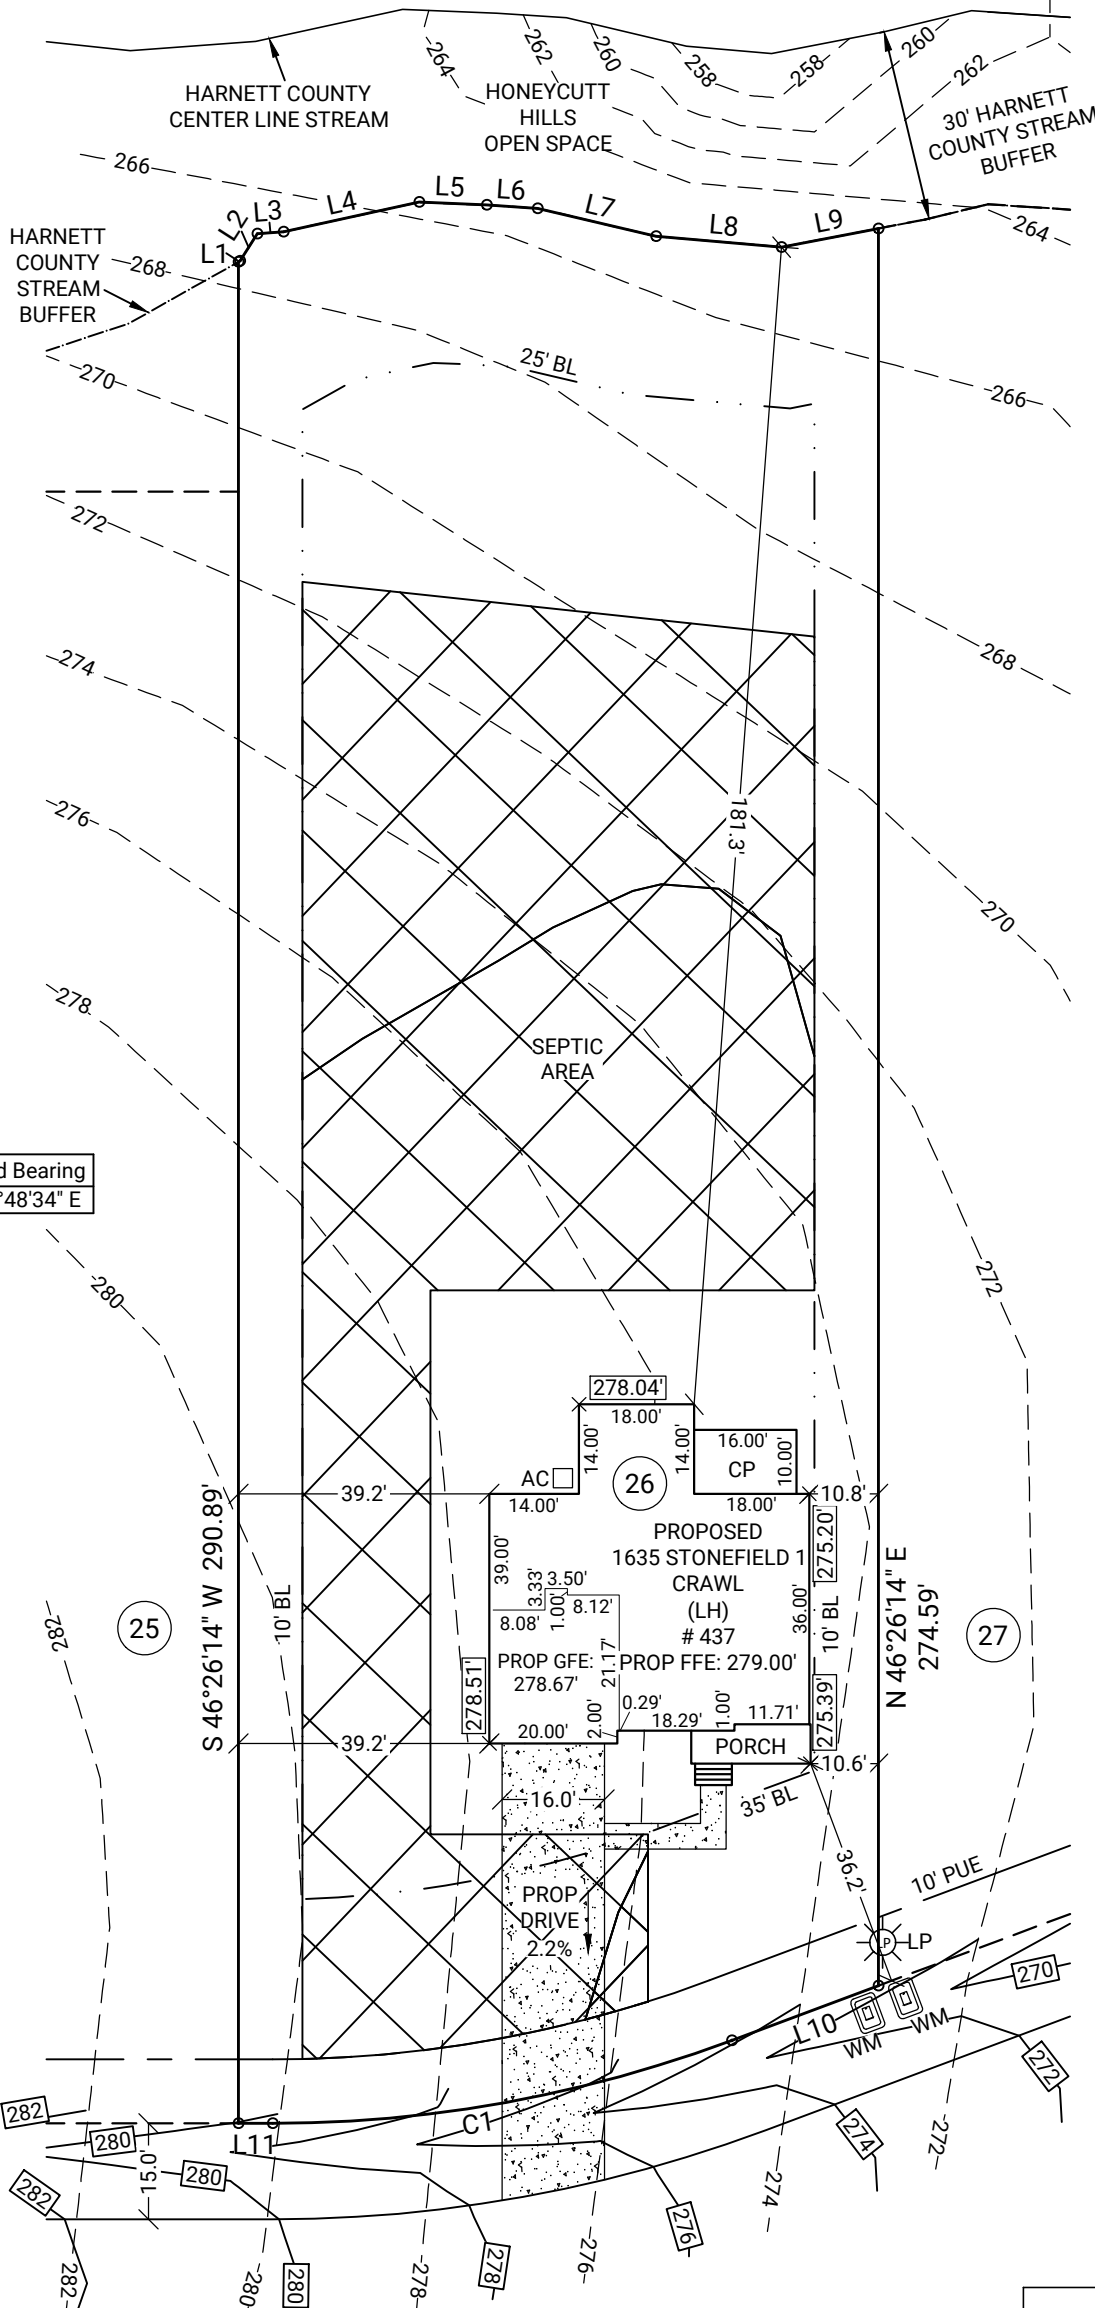 264
262
260
258
258
260
262
HARNETT COUNTY
CENTER LINE STREAM
HONEYCUTT
HILLS
OPEN SPACE
30' HARNETT
COUNTY STREAM
BUFFER
266
264
L1
L2
L3
L4
L5
L6
L7
L8
L9
HARNETT
COUNTY
STREAM
BUFFER
268
270
25' BL
266
272
274
268
276
181.3'
270
278
SEPTIC
AREA
d Bearing
°48'34" E
280
272
278.04'
18.00'
14.00'
14.00'
16.00'
10.00'
CP
AC
26
39.2'
14.00'
18.00'
10.8'
S 46°26'14" W 290.89'
39.00'
PROPOSED
1635 STONEFIELD 1
CRAWL
(LH)
# 437
275.20'
36.00'
10' BL
N 46°26'14" E
274.59'
3.33'
3.50'
1.00'
8.12'
8.08'
25
282
10' BL
27
PROP GFE:
278.67'
21.17'
PROP FFE: 279.00'
278.51'
0.29'
2.00'
18.29'
1.00'
11.71'
275.39'
39.2'
20.00'
PORCH
10.6'
16.0'
35' BL
36.2'
10' PUE
PROP
DRIVE
2.2%
LP
LP
270
L10
WM
WM
272
282
280
L11
C1
274
272
15.0'
280
282
276
274
278
276
282
280
280
278